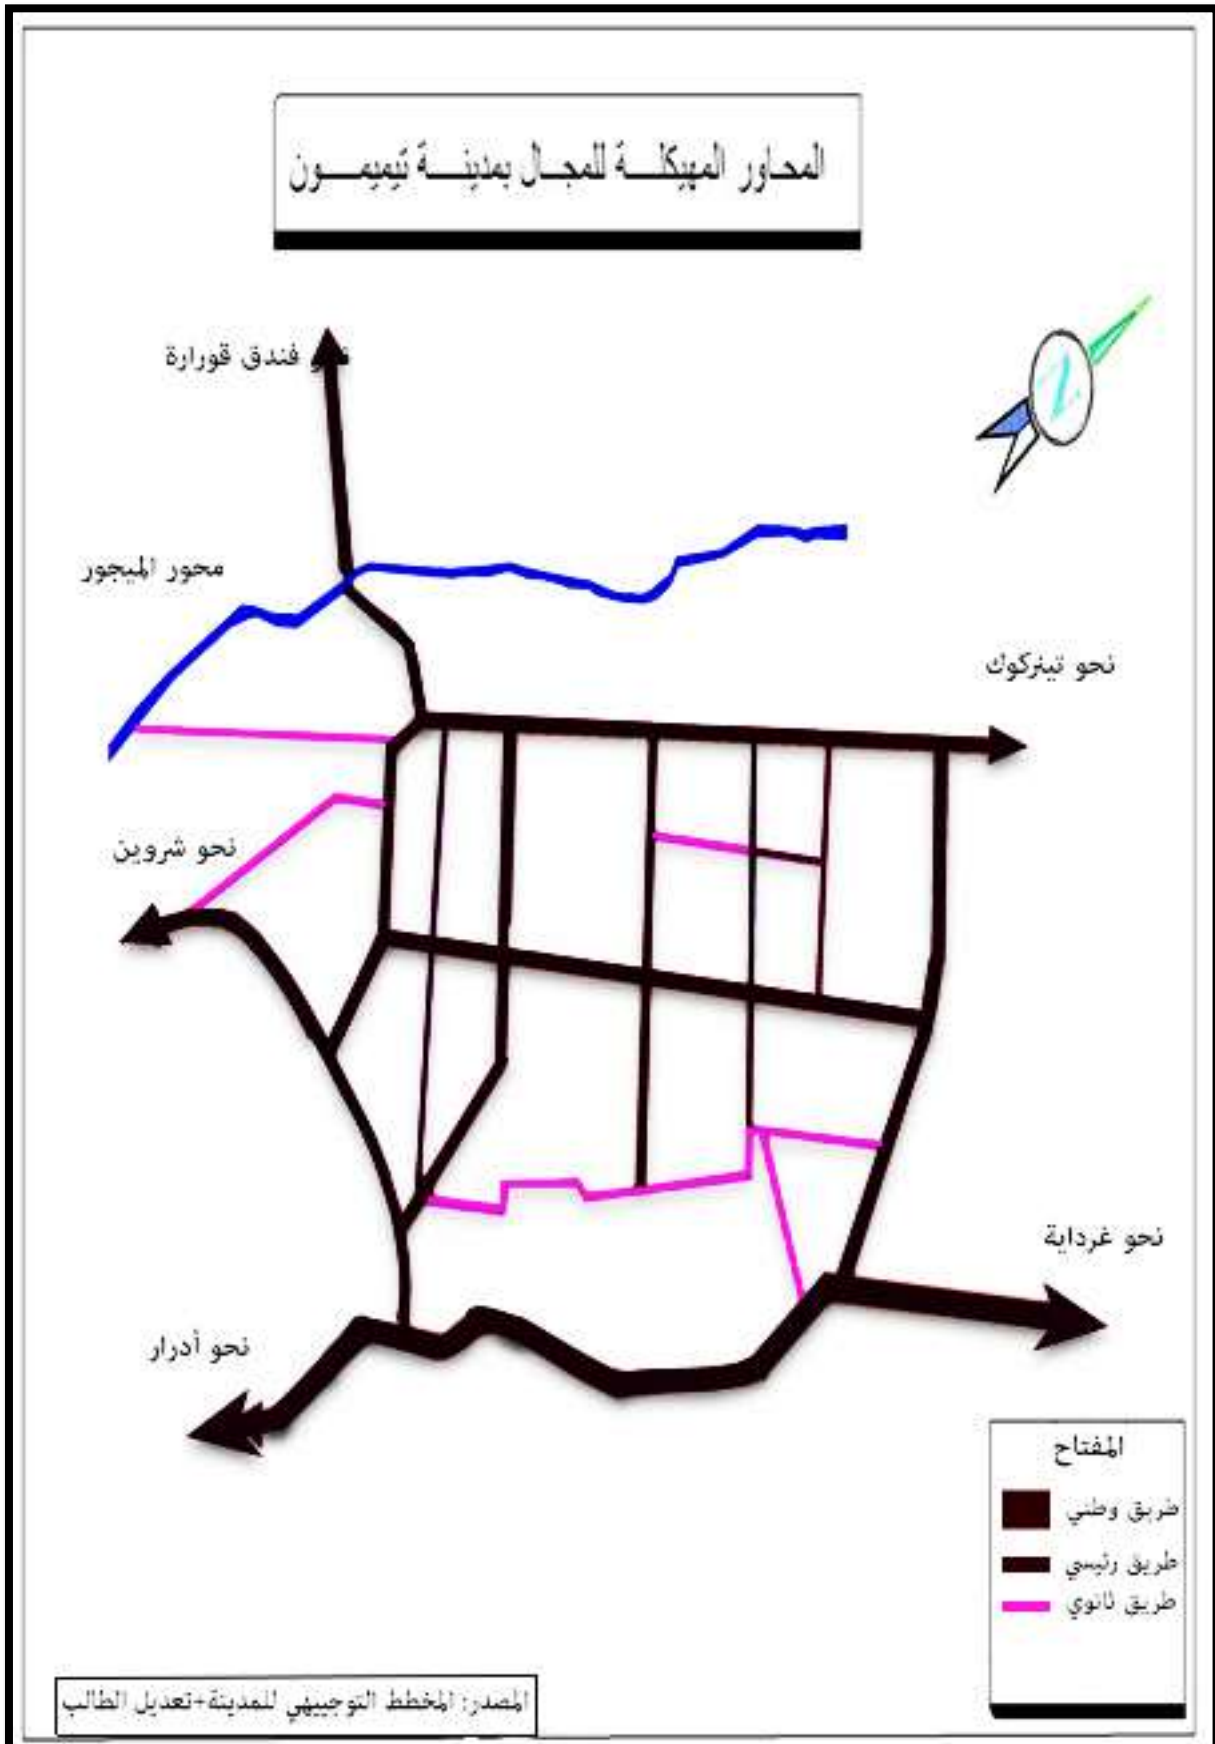 المحاور المهيكلة للمجال بمدينة تيميمون
فندق قورارة
محور الميجور
نحو تينركوك
نحو شروين
نحو غرداية
نحو أدرار
المفتاح
طريق وطني
طريق رئيسي
طريق ثانوي
المصدر: المخطط التوجيهي للمدينة+تعديل الطالب